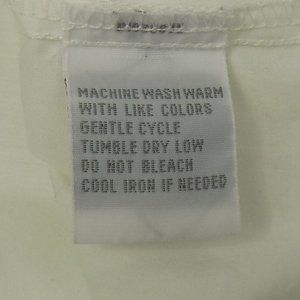 MACHINE WASH WARM
WITH LIKE COLORS
GENTLE CYCLE
TUMBLE DRY LOW
DO NOT BLEACH
COOL IRON IF NEEDED